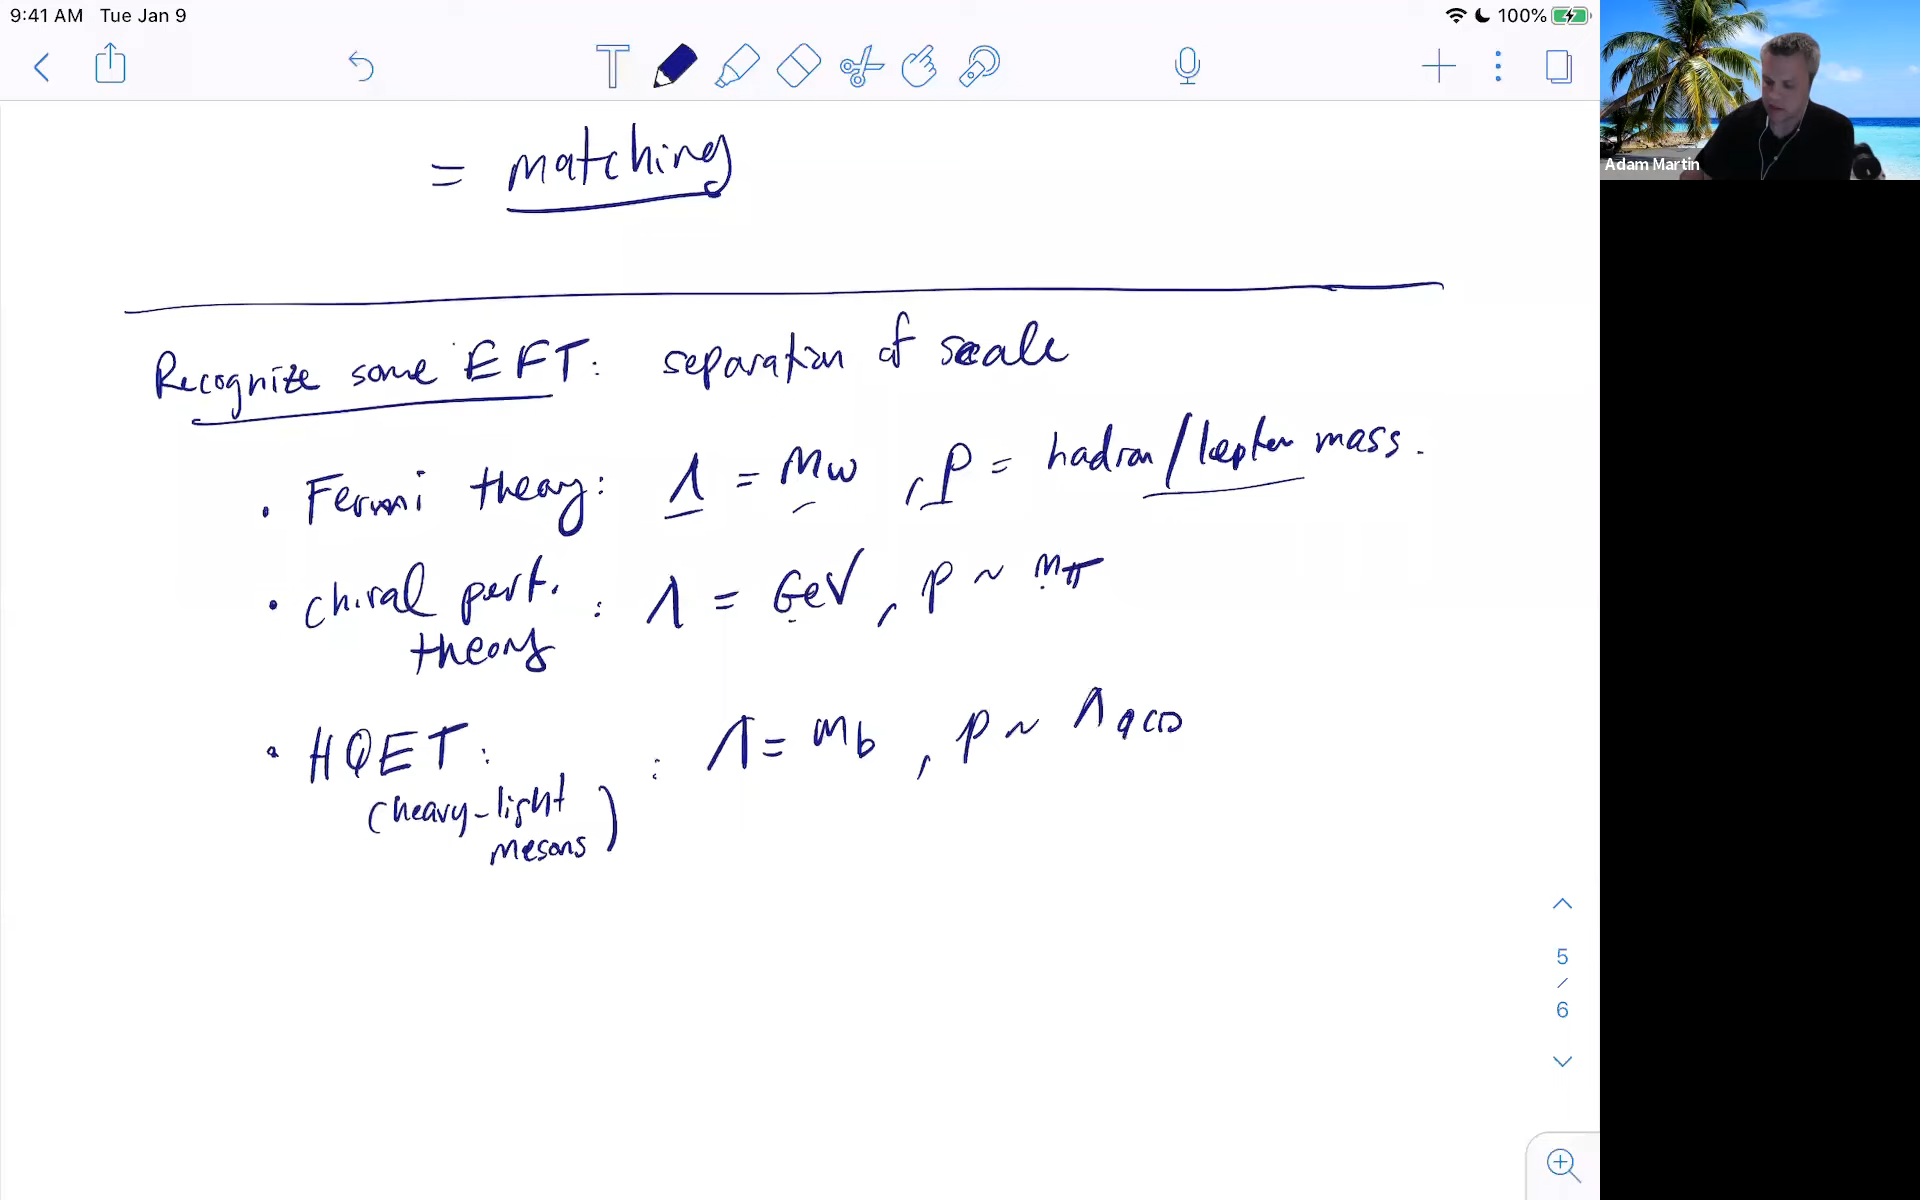 9:41 AM Tue Jan 9
100%
Adam Martin
= matching
Recognize some EFT: separation of scale
• Fermi theory: Λ = Mw , p = hadron/lepton mass.
• chiral pert. : Λ = GeV , p ~ mπ
theory
• HQET: : Λ = mb , p ~ ΛQCD
(heavy-light
mesons)
5
/
6